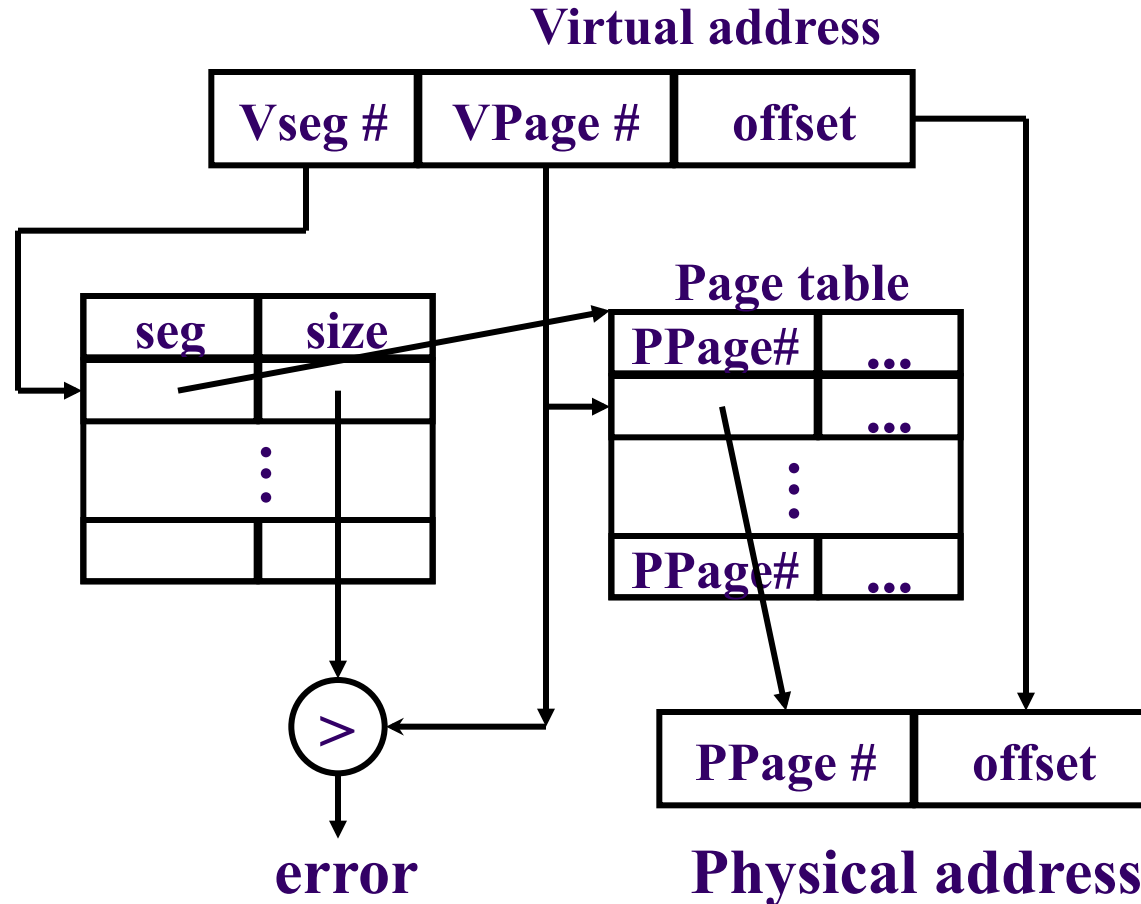 Virtual address
Vseg # VPage # offset
Page table
seg size
PPage# ...
...
PPage# ...
>
PPage # offset
error
Physical address